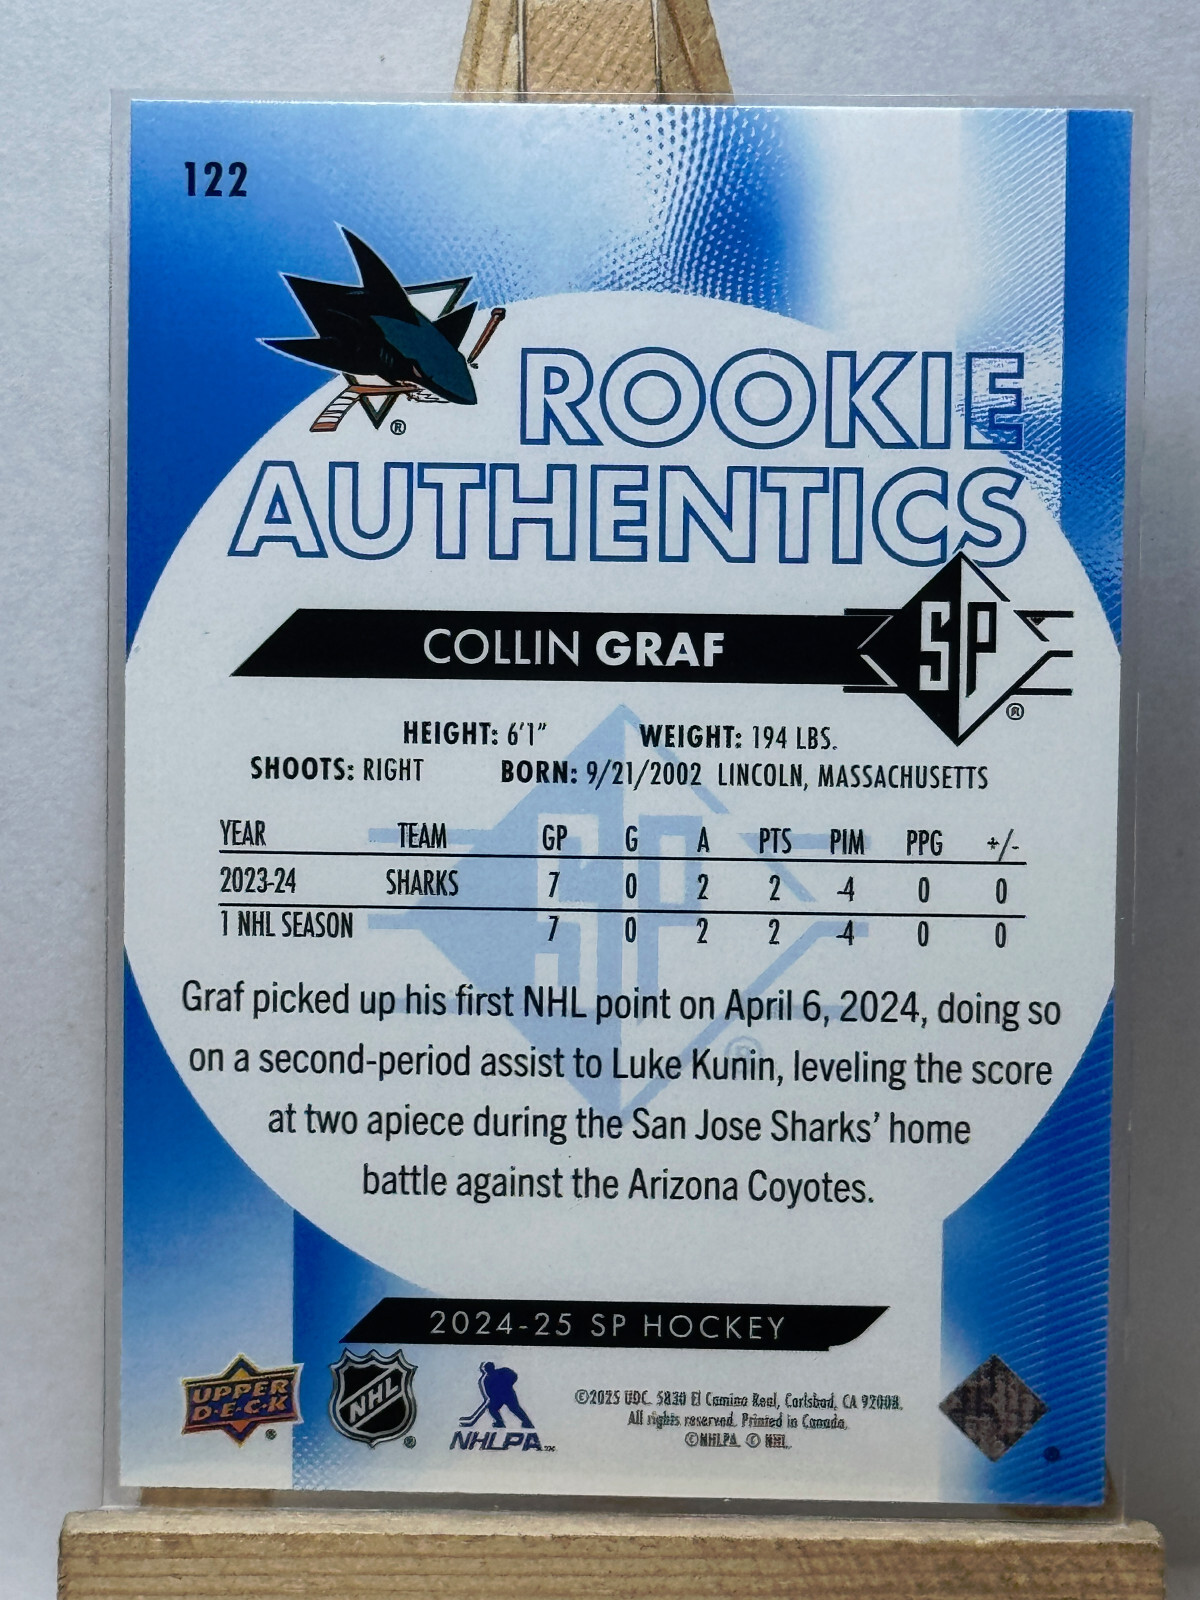 122
ROOKIE
AUTHENTICS
COLLIN GRAF
SP
®
HEIGHT: 6'1" WEIGHT: 194 LBS.
SHOOTS: RIGHT BORN: 9/21/2002 LINCOLN, MASSACHUSETTS
YEAR TEAM GP G A PTS PIM PPG +/-
2023-24 SHARKS 7 0 2 2 -4 0 0
1 NHL SEASON 7 0 2 2 -4 0 0
Graf picked up his first NHL point on April 6, 2024, doing so
on a second-period assist to Luke Kunin, leveling the score
at two apiece during the San Jose Sharks' home
battle against the Arizona Coyotes.
2024-25 SP HOCKEY
UPPER
D·E·C·K
NHL
NHLPA
©2025 UDC. 5830 El Camino Real, Carlsbad, CA 92008.
All rights reserved. Printed in Canada.
©NHLPA. © NHL.